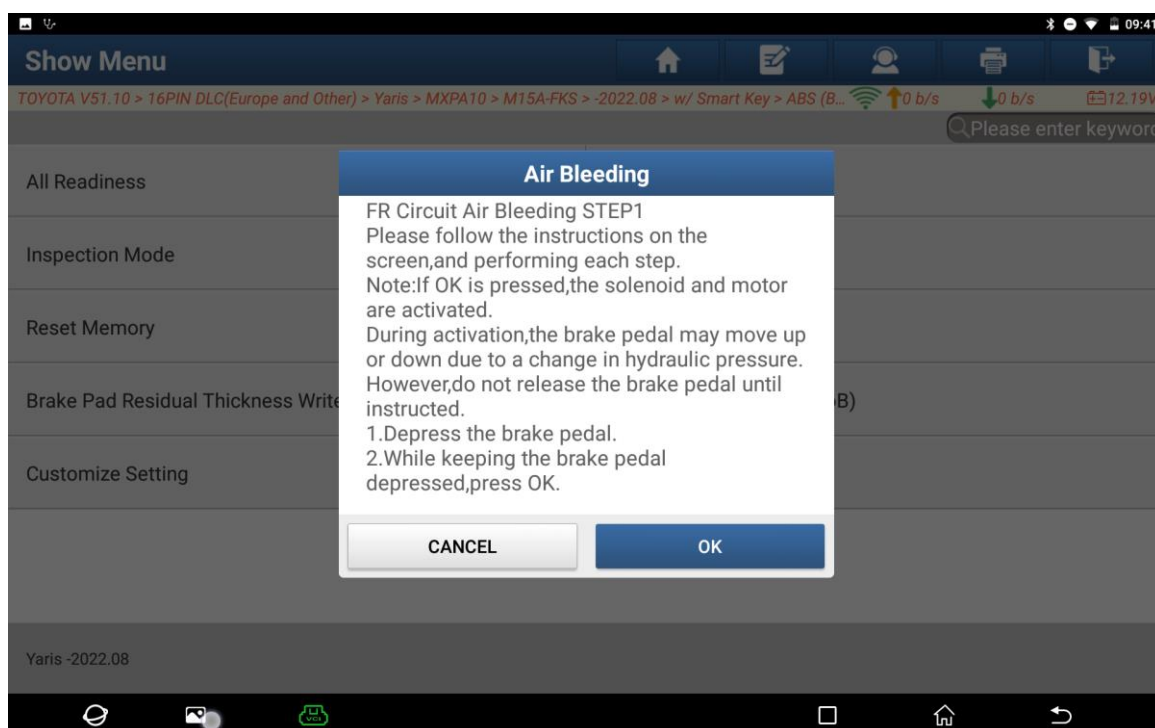 09:41
Show Menu
TOYOTA V51.10 > 16PIN DLC(Europe and Other) > Yaris > MXPA10 > M15A-FKS > -2022.08 > w/ Smart Key > ABS (B... 0 b/s 0 b/s 12.19V
Please enter keyword
All Readiness
Inspection Mode
Reset Memory
Brake Pad Residual Thickness Write
B)
Customize Setting
Air Bleeding
FR Circuit Air Bleeding STEP1
Please follow the instructions on the
screen,and performing each step.
Note:If OK is pressed,the solenoid and motor
are activated.
During activation,the brake pedal may move up
or down due to a change in hydraulic pressure.
However,do not release the brake pedal until
instructed.
1.Depress the brake pedal.
2.While keeping the brake pedal
depressed,press OK.
CANCEL OK
Yaris -2022.08
VCI